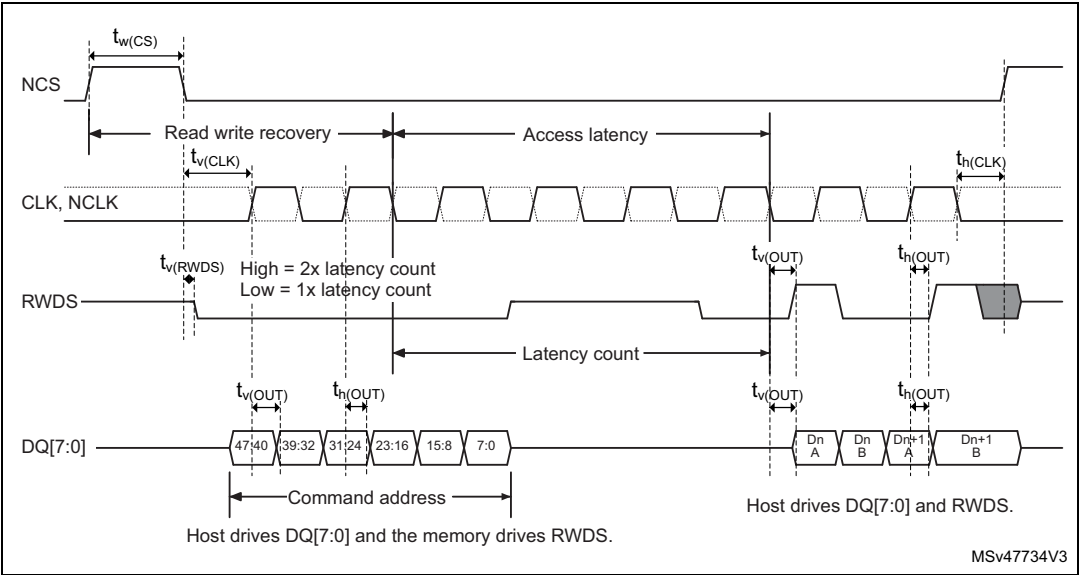 tw(CS)
NCS
Read write recovery
Access latency
tv(CLK)
th(CLK)
CLK, NCLK
tv(RWDS)
High = 2x latency count
Low = 1x latency count
tv(OUT)
th(OUT)
RWDS
Latency count
tv(OUT)
th(OUT)
tv(OUT)
th(OUT)
DQ[7:0]
47:40
39:32
31:24
23:16
15:8
7:0
Dn
A
Dn
B
Dn+1
A
Dn+1
B
Command address
Host drives DQ[7:0] and RWDS.
Host drives DQ[7:0] and the memory drives RWDS.
MSv47734V3